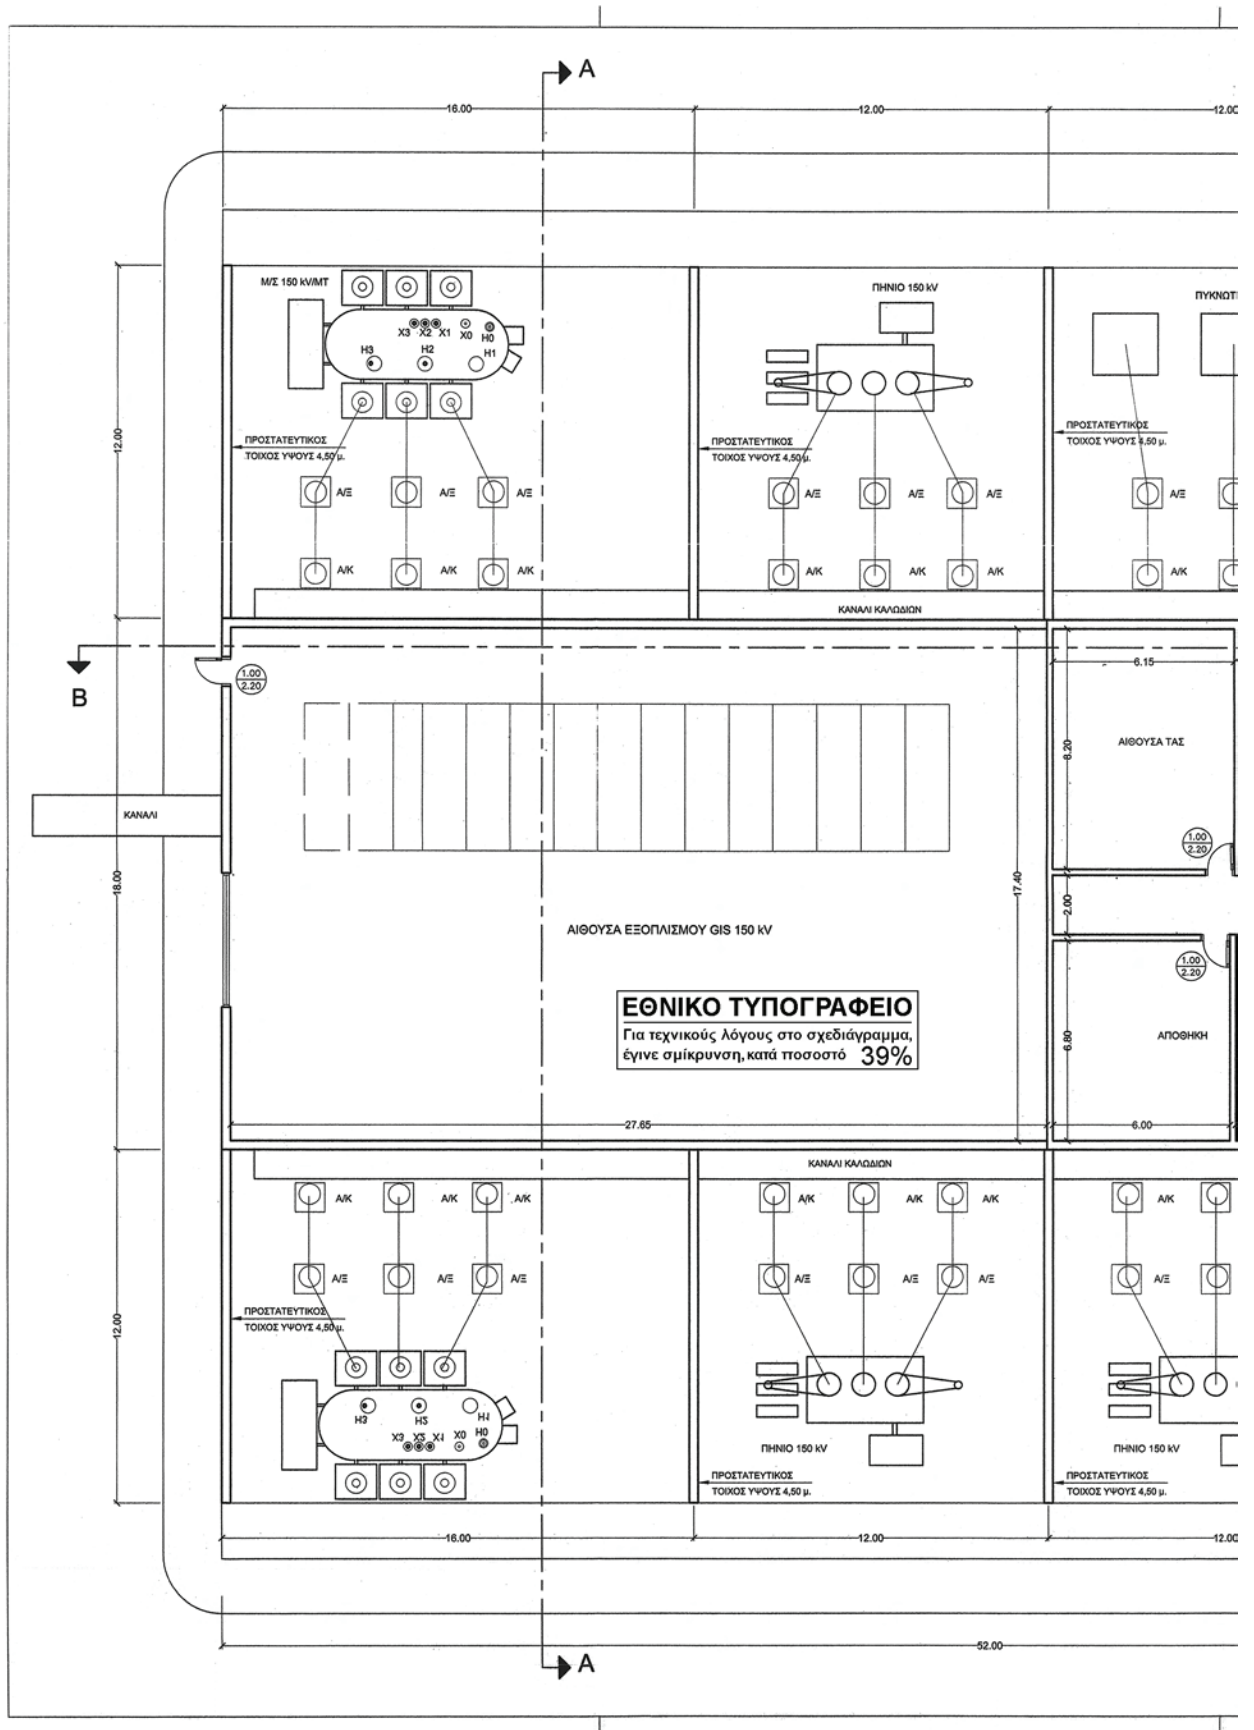 A
16.00
12.00
12.00
Μ/Σ 150 kV/MT
X3 X2 X1 X0 H0
H3 H2 H1
ΠΗΝΙΟ 150 kV
ΠΡΟΣΤΑΤΕΥΤΙΚΟΣ
ΤΟΙΧΟΣ ΥΨΟΥΣ 4,50 μ.
ΠΡΟΣΤΑΤΕΥΤΙΚΟΣ
ΤΟΙΧΟΣ ΥΨΟΥΣ 4,50 μ.
ΠΡΟΣΤΑΤΕΥΤΙΚΟΣ
ΤΟΙΧΟΣ ΥΨΟΥΣ 4,50 μ.
12.00
Α/Ξ Α/Ξ Α/Ξ Α/Ξ Α/Ξ Α/Ξ Α/Ξ
Α/Κ Α/Κ Α/Κ Α/Κ Α/Κ Α/Κ Α/Κ
ΚΑΝΑΛΙ ΚΑΛΩΔΙΩΝ
B
1.00
2.20
6.15
8.20
ΑΙΘΟΥΣΑ ΤΑΣ
ΚΑΝΑΛΙ
1.00
2.20
18.00
17.40
2.00
ΑΙΘΟΥΣΑ ΕΞΟΠΛΙΣΜΟΥ GIS 150 kV
1.00
2.20
ΕΘΝΙΚΟ ΤΥΠΟΓΡΑΦΕΙΟ
Για τεχνικούς λόγους στο σχεδιάγραμμα,
έγινε σμίκρυνση, κατά ποσοστό 39%
6.80
ΑΠΟΘΗΚΗ
27.65
6.00
ΚΑΝΑΛΙ ΚΑΛΩΔΙΩΝ
Α/Κ Α/Κ Α/Κ Α/Κ Α/Κ Α/Κ Α/Κ
Α/Ξ Α/Ξ Α/Ξ Α/Ξ Α/Ξ Α/Ξ Α/Ξ
12.00
ΠΡΟΣΤΑΤΕΥΤΙΚΟΣ
ΤΟΙΧΟΣ ΥΨΟΥΣ 4,50 μ.
H3 H2 H1
X3 X2 X1 X0 H0
ΠΗΝΙΟ 150 kV
ΠΗΝΙΟ 150 kV
ΠΡΟΣΤΑΤΕΥΤΙΚΟΣ
ΤΟΙΧΟΣ ΥΨΟΥΣ 4,50 μ.
ΠΡΟΣΤΑΤΕΥΤΙΚΟΣ
ΤΟΙΧΟΣ ΥΨΟΥΣ 4,50 μ.
16.00
12.00
12.00
52.00
A